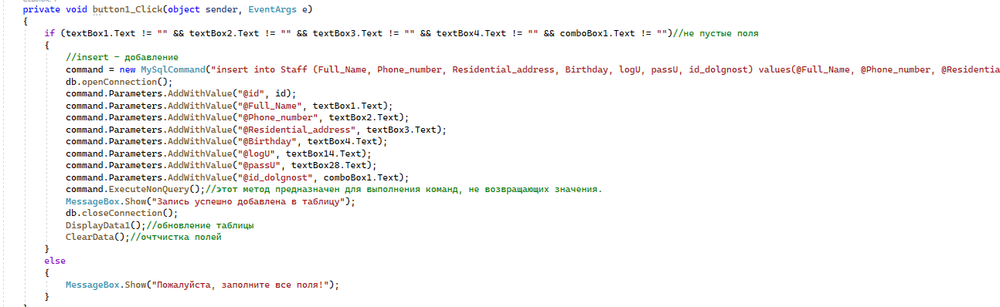 private void button1_Click(object sender, EventArgs e)
{
if (textBox1.Text != "" && textBox2.Text != "" && textBox3.Text != "" && textBox4.Text != "" && comboBox1.Text != "")//не пустые поля
{
//insert - добавление
command = new MySqlCommand("insert into Staff (Full_Name, Phone_number, Residential_address, Birthday, logU, passU, id_dolgnost) values(@Full_Name, @Phone_number, @Residentia
db.openConnection();
command.Parameters.AddWithValue("@id", id);
command.Parameters.AddWithValue("@Full_Name", textBox1.Text);
command.Parameters.AddWithValue("@Phone_number", textBox2.Text);
command.Parameters.AddWithValue("@Residential_address", textBox3.Text);
command.Parameters.AddWithValue("@Birthday", textBox4.Text);
command.Parameters.AddWithValue("@logU", textBox14.Text);
command.Parameters.AddWithValue("@passU", textBox28.Text);
command.Parameters.AddWithValue("@id_dolgnost", comboBox1.Text);
command.ExecuteNonQuery();//этот метод предназначен для выполнения команд, не возвращающих значения.
MessageBox.Show("Запись успешно добавлена в таблицу");
db.closeConnection();
DisplayData1();//обновление таблицы
ClearData();//очтчистка полей
}
else
{
MessageBox.Show("Пожалуйста, заполните все поля!");
}
}